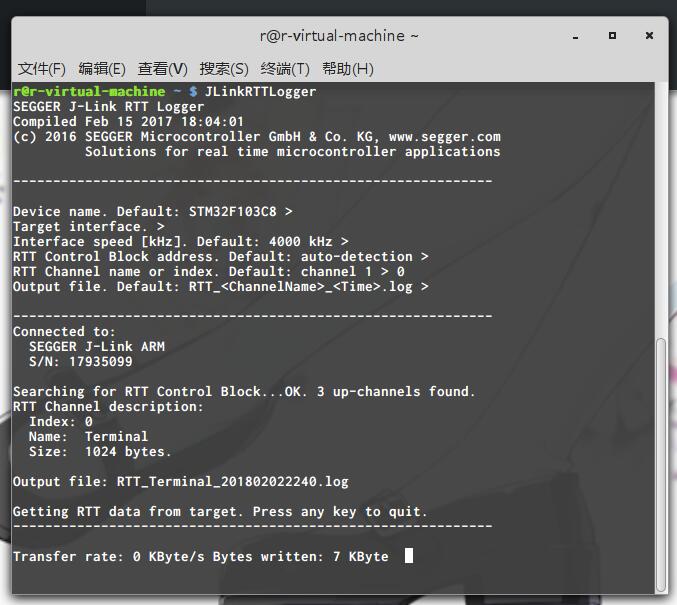 r@r-virtual-machine ~
文件(F) 编辑(E) 查看(V) 搜索(S) 终端(T) 帮助(H)
r@r-virtual-machine ~ $ JLinkRTTLogger
SEGGER J-Link RTT Logger
Compiled Feb 15 2017 18:04:01
(c) 2016 SEGGER Microcontroller GmbH & Co. KG, www.segger.com
         Solutions for real time microcontroller applications
------------------------------------------------------------
Device name. Default: STM32F103C8 >
Target interface. >
Interface speed [kHz]. Default: 4000 kHz >
RTT Control Block address. Default: auto-detection >
RTT Channel name or index. Default: channel 1 > 0
Output file. Default: RTT_<ChannelName>_<Time>.log >
------------------------------------------------------------
Connected to:
  SEGGER J-Link ARM
  S/N: 17935099
Searching for RTT Control Block...OK. 3 up-channels found.
RTT Channel description:
  Index: 0
  Name:  Terminal
  Size:  1024 bytes.
Output file: RTT_Terminal_201802022240.log
Getting RTT data from target. Press any key to quit.
------------------------------------------------------------
Transfer rate: 0 KByte/s Bytes written: 7 KByte